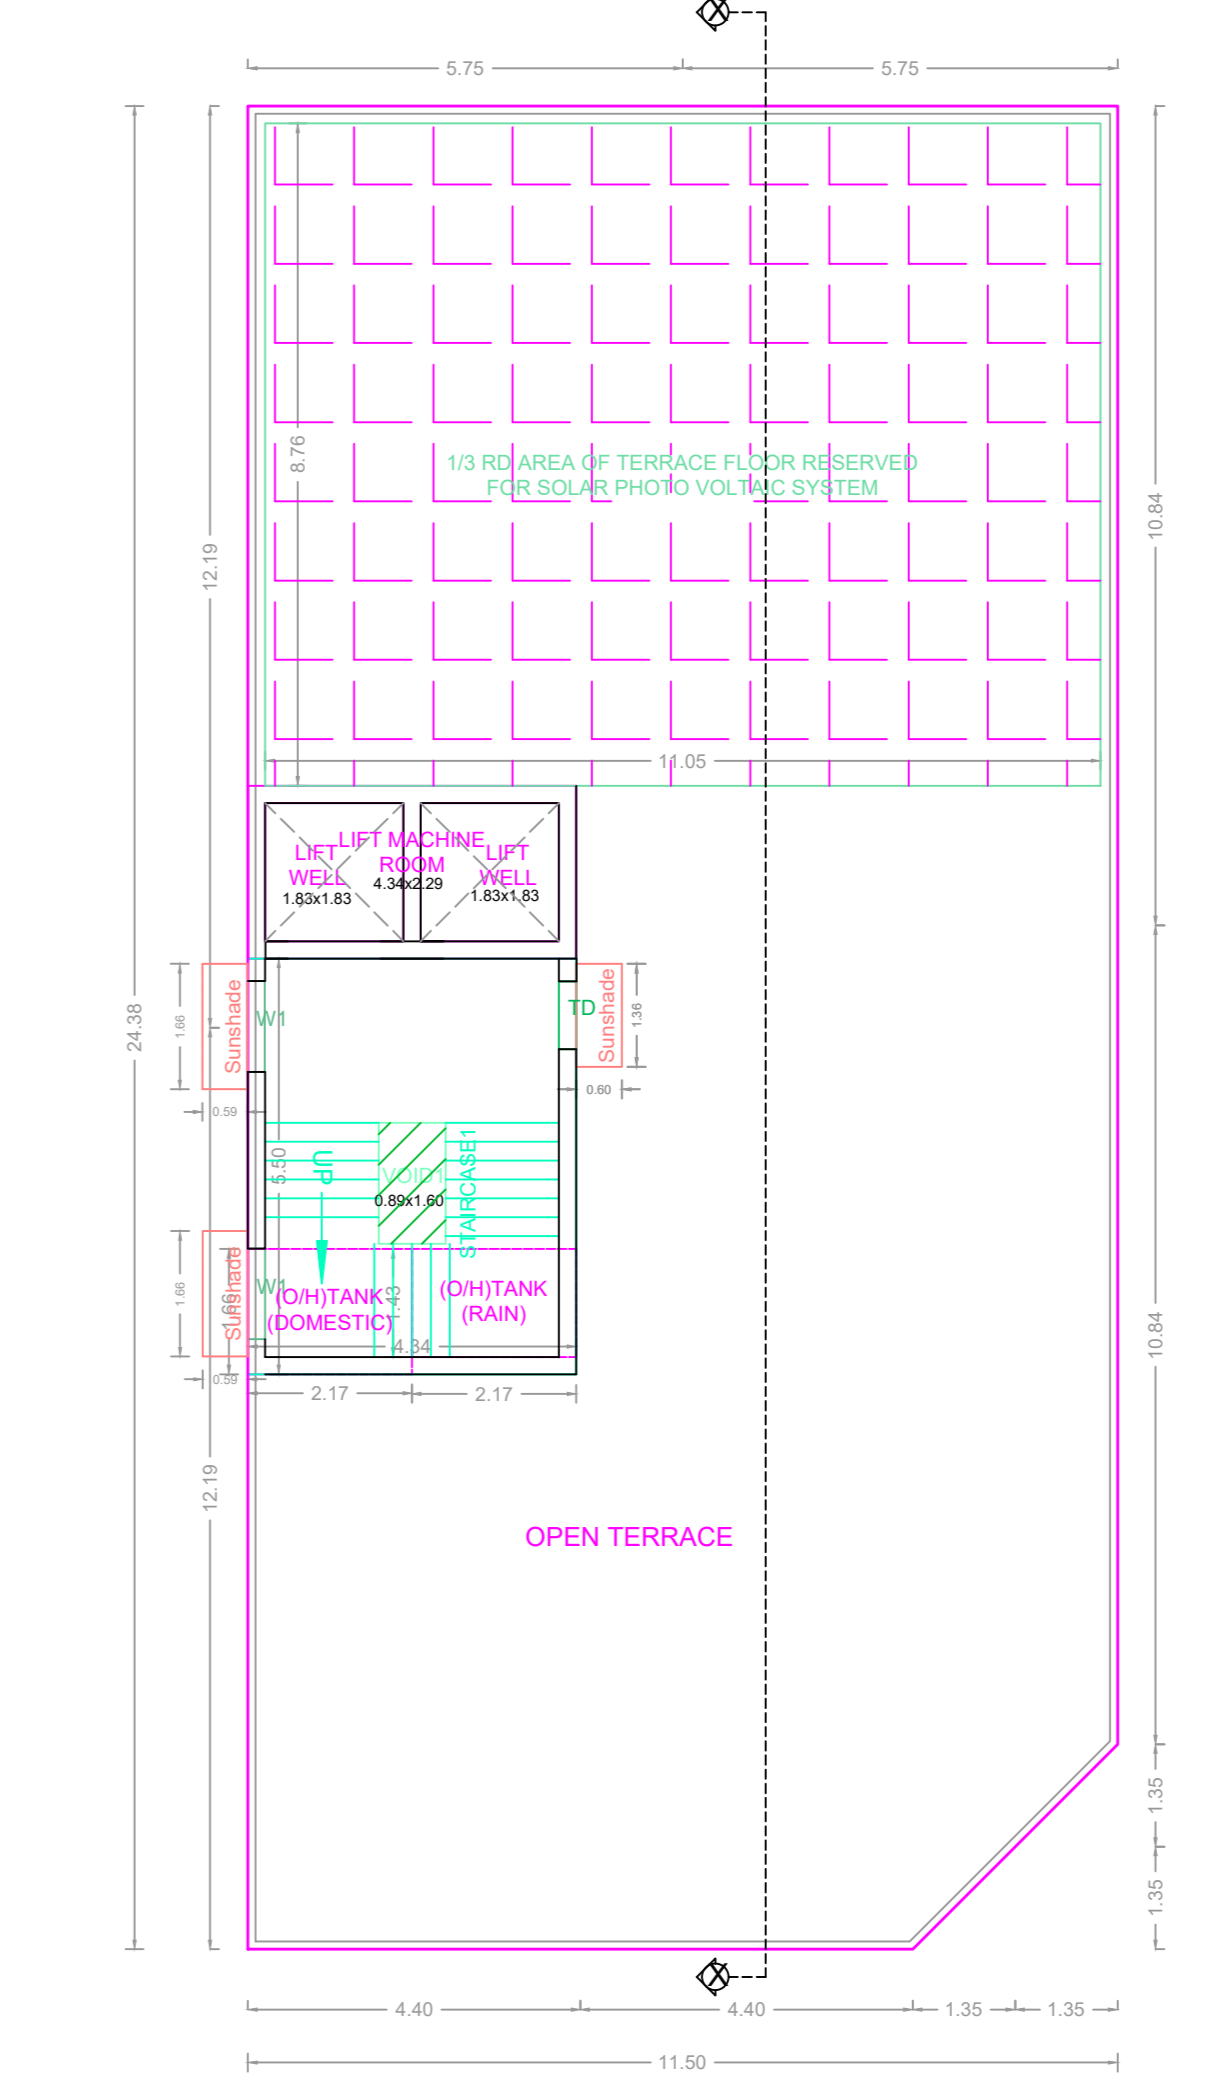 X
5.75
5.75
12.19
24.38
8.76
10.84
1/3 RD AREA OF TERRACE FLOOR RESERVED
FOR SOLAR PHOTO VOLTAIC SYSTEM
11.05
LIFT MACHINE
ROOM
4.34x2.29
LIFT
WELL
1.83x1.83
LIFT
WELL
1.83x1.83
Sunshade
1.66
W1
TD
Sunshade
1.36
0.59
0.60
5.50
UP
VOID1
0.89x1.60
STAIRCASE1
Sunshade
1.66
1.66
W1
(O/H)TANK
(DOMESTIC)
1.43
(O/H)TANK
(RAIN)
4.34
0.59
2.17
2.17
12.19
10.84
OPEN TERRACE
1.35
1.35
X
4.40
4.40
1.35
1.35
11.50